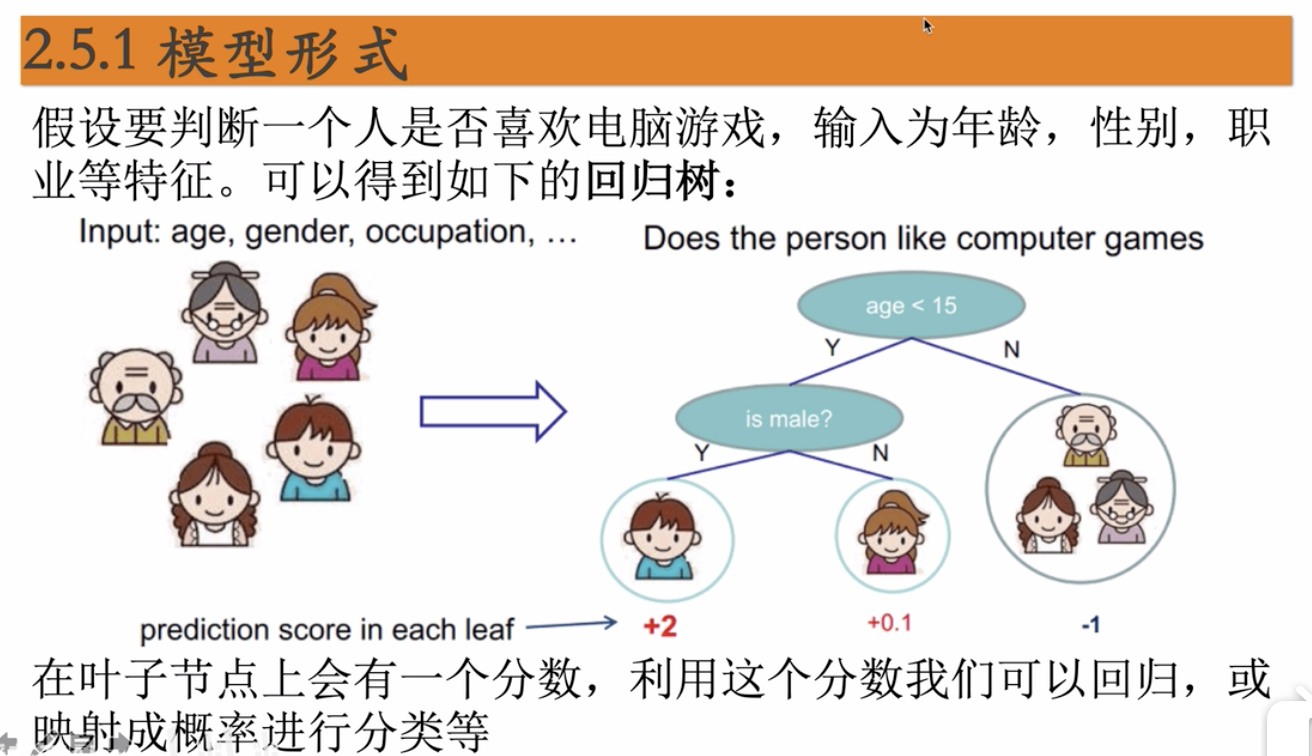 2.5.1 模型形式
假设要判断一个人是否喜欢电脑游戏，输入为年龄，性别，职
业等特征。可以得到如下的回归树：
Input: age, gender, occupation, …
Does the person like computer games
age < 15
Y
N
is male?
Y
N
prediction score in each leaf
+2
+0.1
-1
在叶子节点上会有一个分数，利用这个分数我们可以回归，或
映射成概率进行分类等